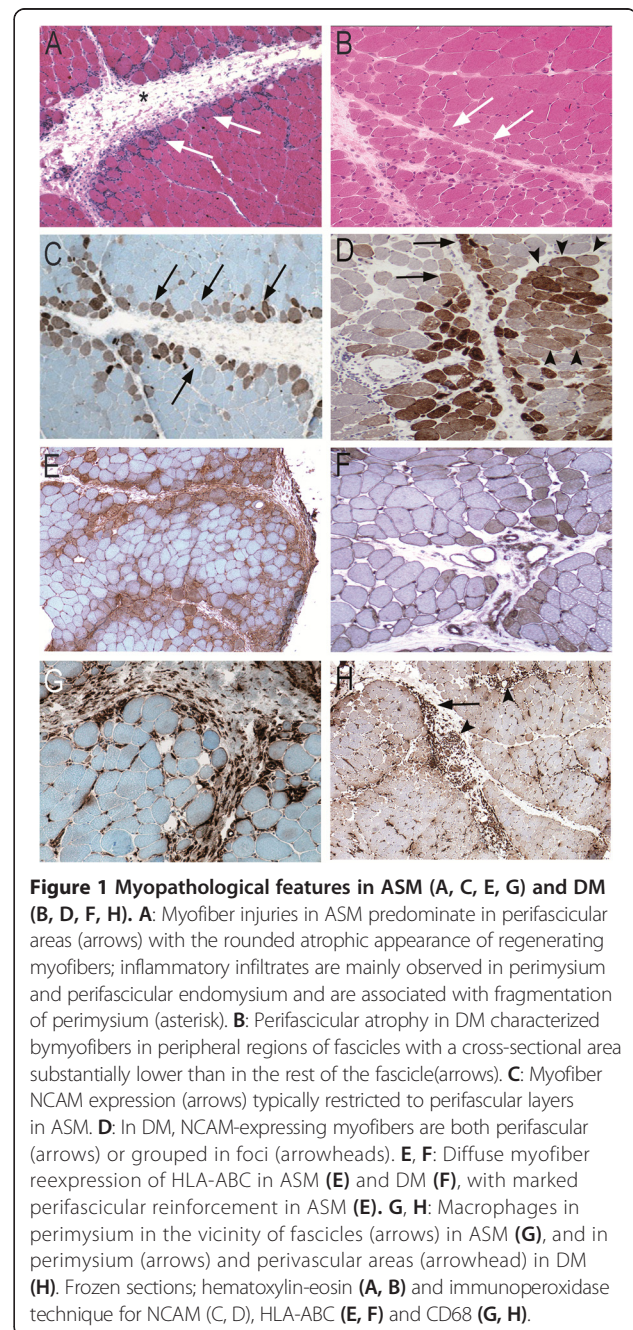 A
B
C
D
E
F
G
H
*
Figure 1 Myopathological features in ASM (A, C, E, G) and DM
(B, D, F, H). A: Myofiber injuries in ASM predominate in perifascicular
areas (arrows) with the rounded atrophic appearance of regenerating
myofibers; inflammatory infiltrates are mainly observed in perimysium
and perifascicular endomysium and are associated with fragmentation
of perimysium (asterisk). B: Perifascicular atrophy in DM characterized
bymyofibers in peripheral regions of fascicles with a cross-sectional area
substantially lower than in the rest of the fascicle(arrows). C: Myofiber
NCAM expression (arrows) typically restricted to perifascular layers
in ASM. D: In DM, NCAM-expressing myofibers are both perifascular
(arrows) or grouped in foci (arrowheads). E, F: Diffuse myofiber
reexpression of HLA-ABC in ASM (E) and DM (F), with marked
perifascicular reinforcement in ASM (E). G, H: Macrophages in
perimysium in the vicinity of fascicles (arrows) in ASM (G), and in
perimysium (arrows) and perivascular areas (arrowhead) in DM
(H). Frozen sections; hematoxylin-eosin (A, B) and immunoperoxidase
technique for NCAM (C, D), HLA-ABC (E, F) and CD68 (G, H).